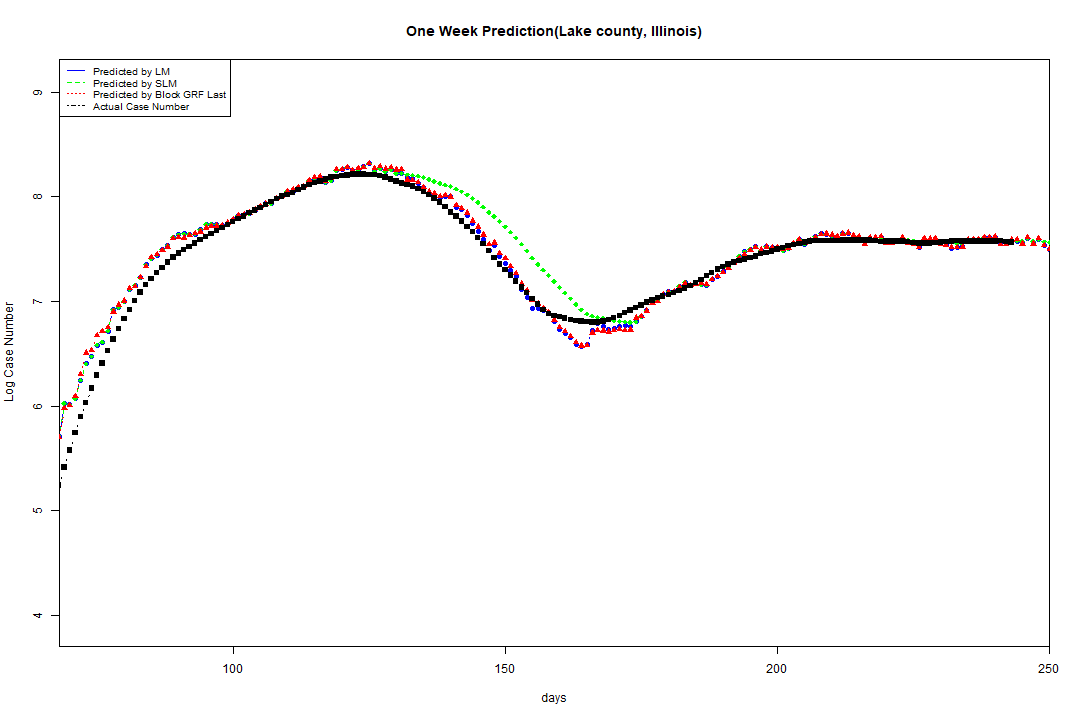 One Week Prediction(Lake county, Illinois)
Predicted by LM
Predicted by SLM
Predicted by Block GRF Last
Actual Case Number
9
8
7
6
5
4
Log Case Number
100 150 200 250
days